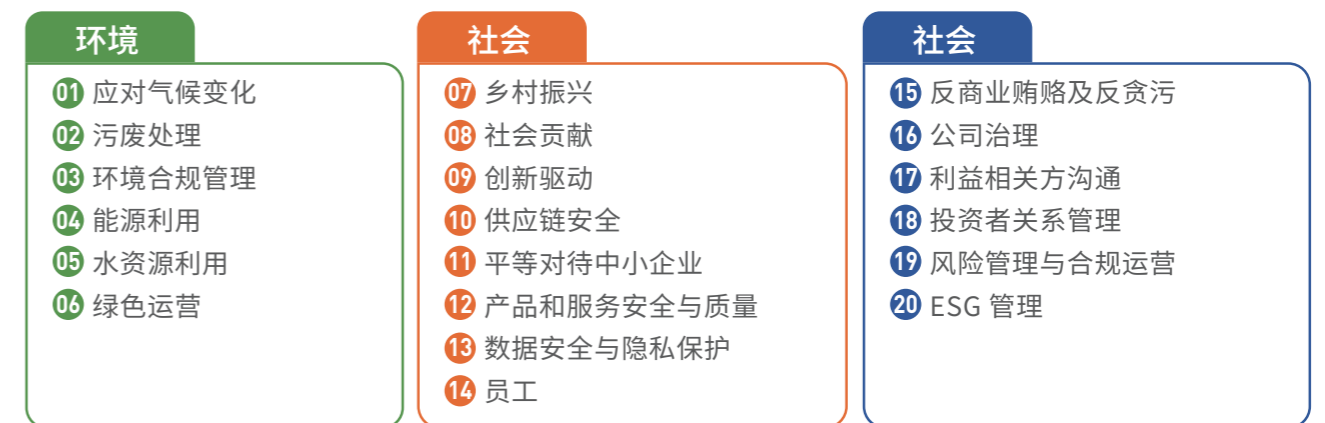 环境
01 应对气候变化
02 污废处理
03 环境合规管理
04 能源利用
05 水资源利用
06 绿色运营
社会
07 乡村振兴
08 社会贡献
09 创新驱动
10 供应链安全
11 平等对待中小企业
12 产品和服务安全与质量
13 数据安全与隐私保护
14 员工
社会
15 反商业贿赂及反贪污
16 公司治理
17 利益相关方沟通
18 投资者关系管理
19 风险管理与合规运营
20 ESG 管理